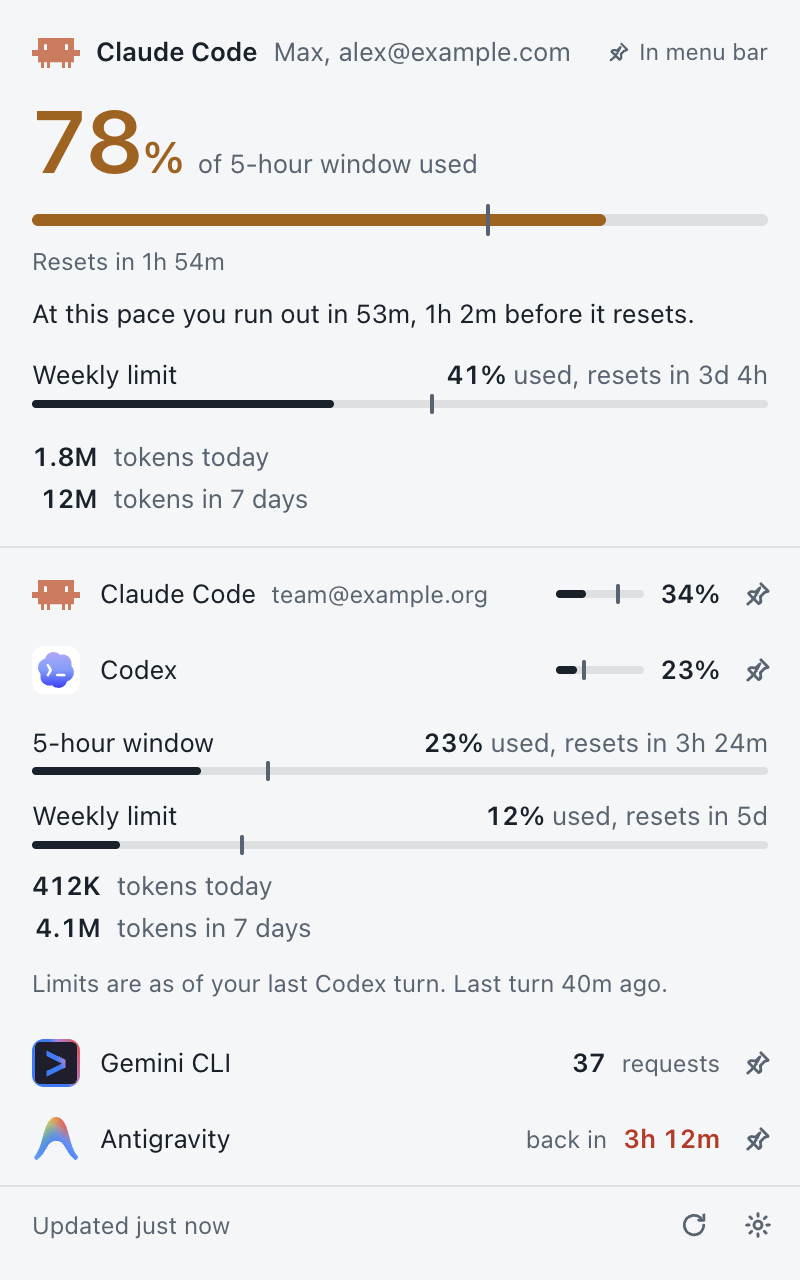 Claude Code Max, alex@example.com In menu bar
78% of 5-hour window used
Resets in 1h 54m
At this pace you run out in 53m, 1h 2m before it resets.
Weekly limit 41% used, resets in 3d 4h
1.8M tokens today
12M tokens in 7 days
Claude Code team@example.org 34%
Codex 23%
5-hour window 23% used, resets in 3h 24m
Weekly limit 12% used, resets in 5d
412K tokens today
4.1M tokens in 7 days
Limits are as of your last Codex turn. Last turn 40m ago.
Gemini CLI 37 requests
Antigravity back in 3h 12m
Updated just now